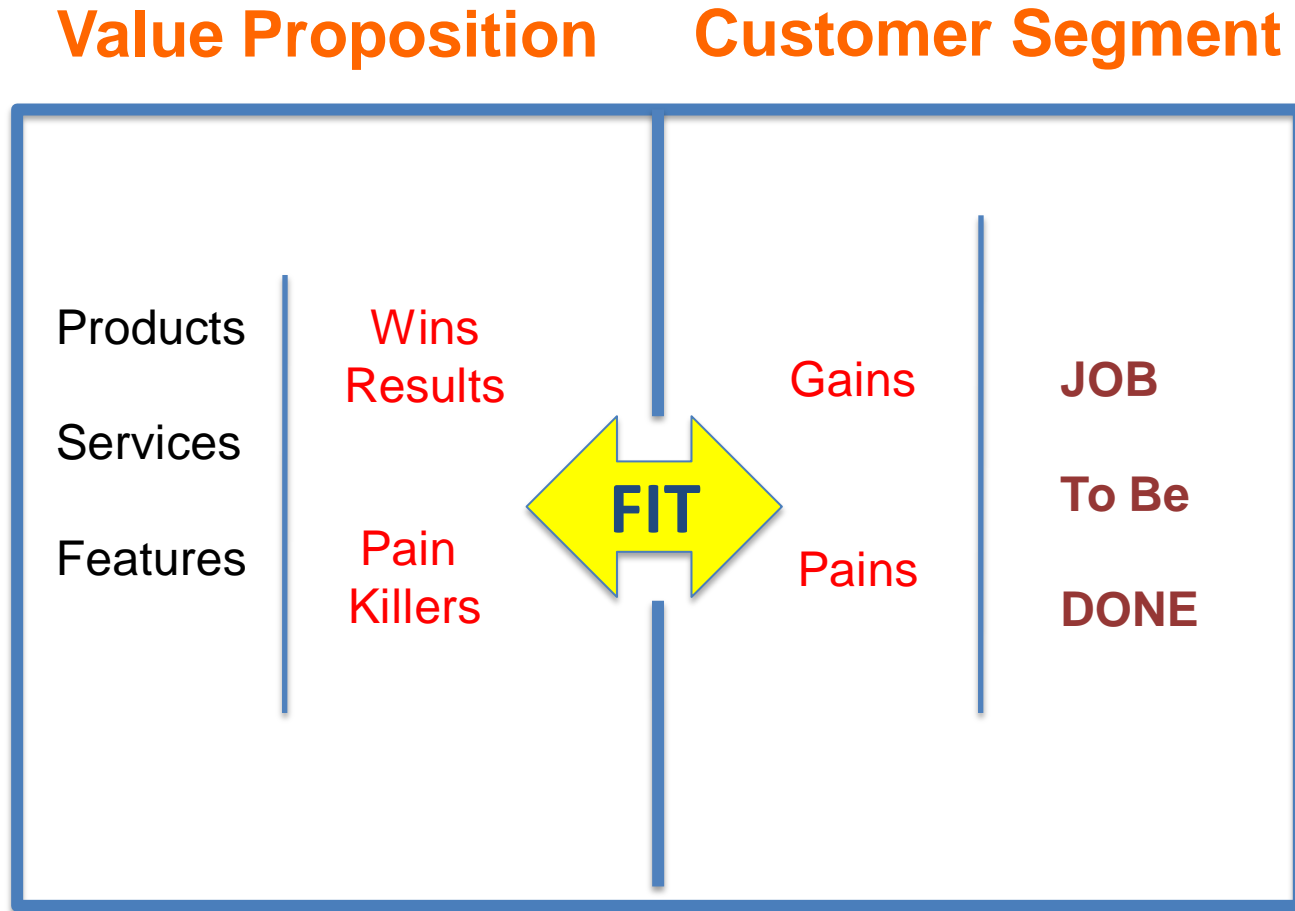 Value Proposition
Customer Segment
Products
Services
Features
Wins
Results
Pain
Killers
FIT
Gains
Pains
JOB
To Be
DONE